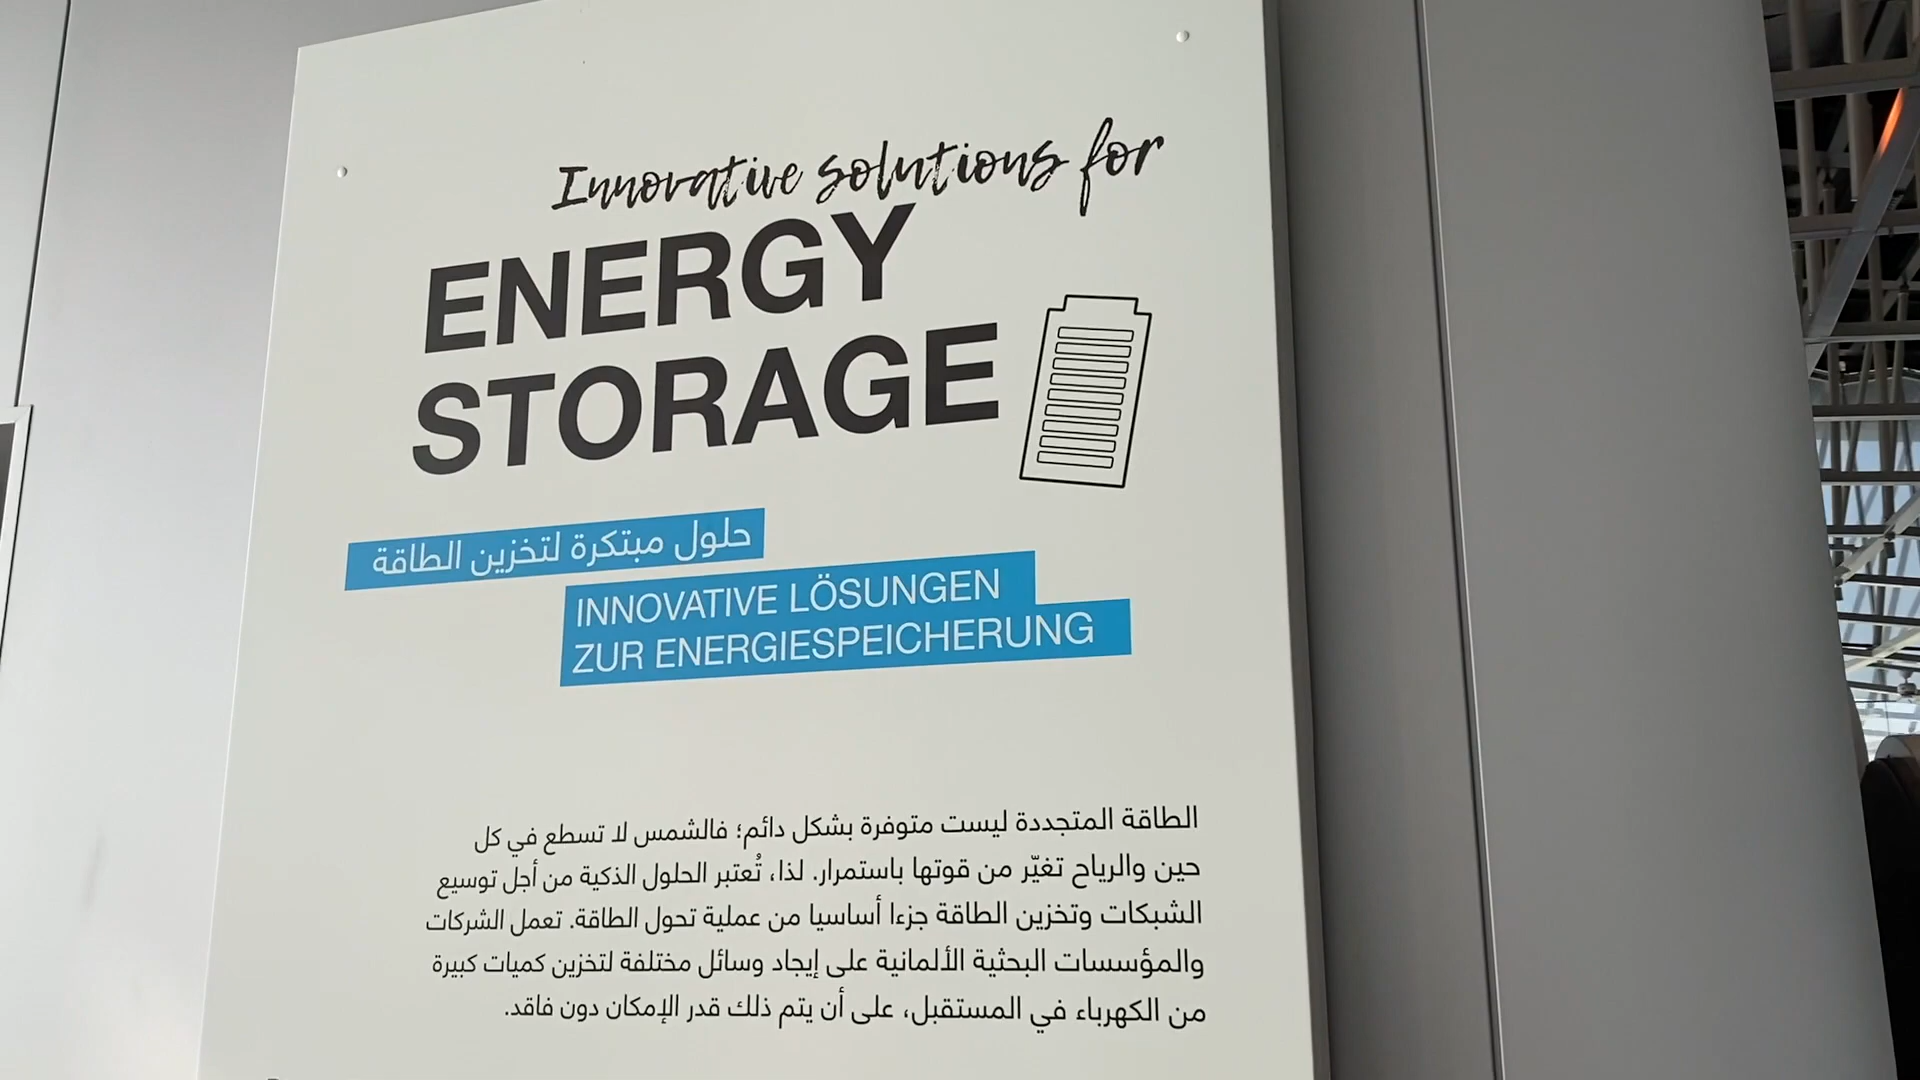 Innovative solutions for
ENERGY
STORAGE
حلول مبتكرة لتخزين الطاقة
INNOVATIVE LÖSUNGEN
ZUR ENERGIESPEICHERUNG
الطاقة المتجددة ليست متوفرة بشكل دائم؛ فالشمس لا تسطع في كل
حين والرياح تغيّر من قوتها باستمرار. لذا، تُعتبر الحلول الذكية من أجل توسيع
الشبكات وتخزين الطاقة جزءا أساسيا من عملية تحول الطاقة. تعمل الشركات
والمؤسسات البحثية الألمانية على إيجاد وسائل مختلفة لتخزين كميات كبيرة
من الكهرباء في المستقبل، على أن يتم ذلك قدر الإمكان دون فاقد.